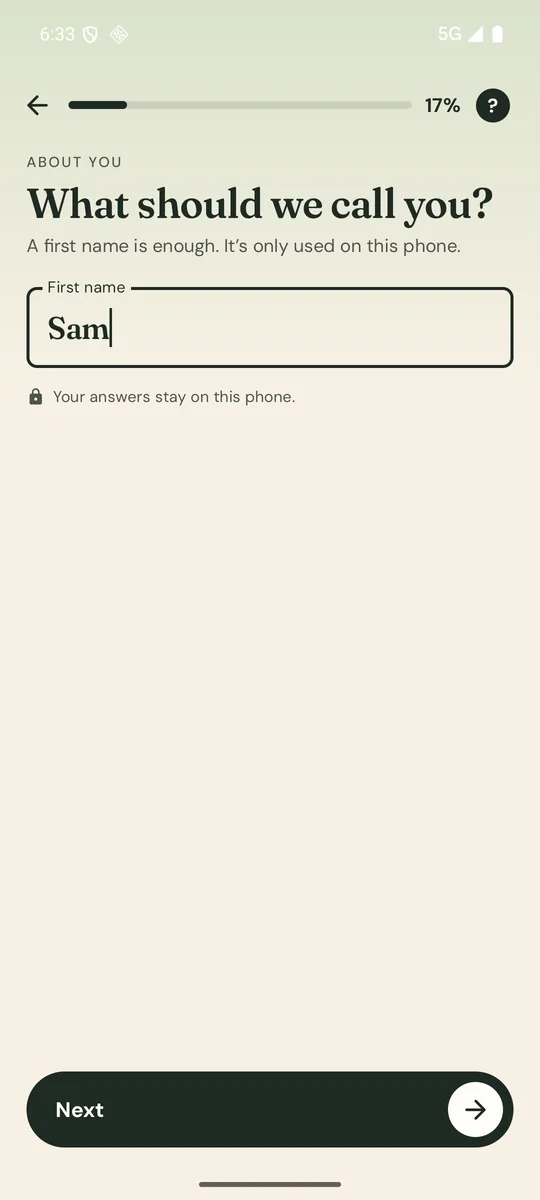 6:33
5G
17%
?
ABOUT YOU
What should we call you?
A first name is enough. It’s only used on this phone.
First name
Sam
Your answers stay on this phone.
Next